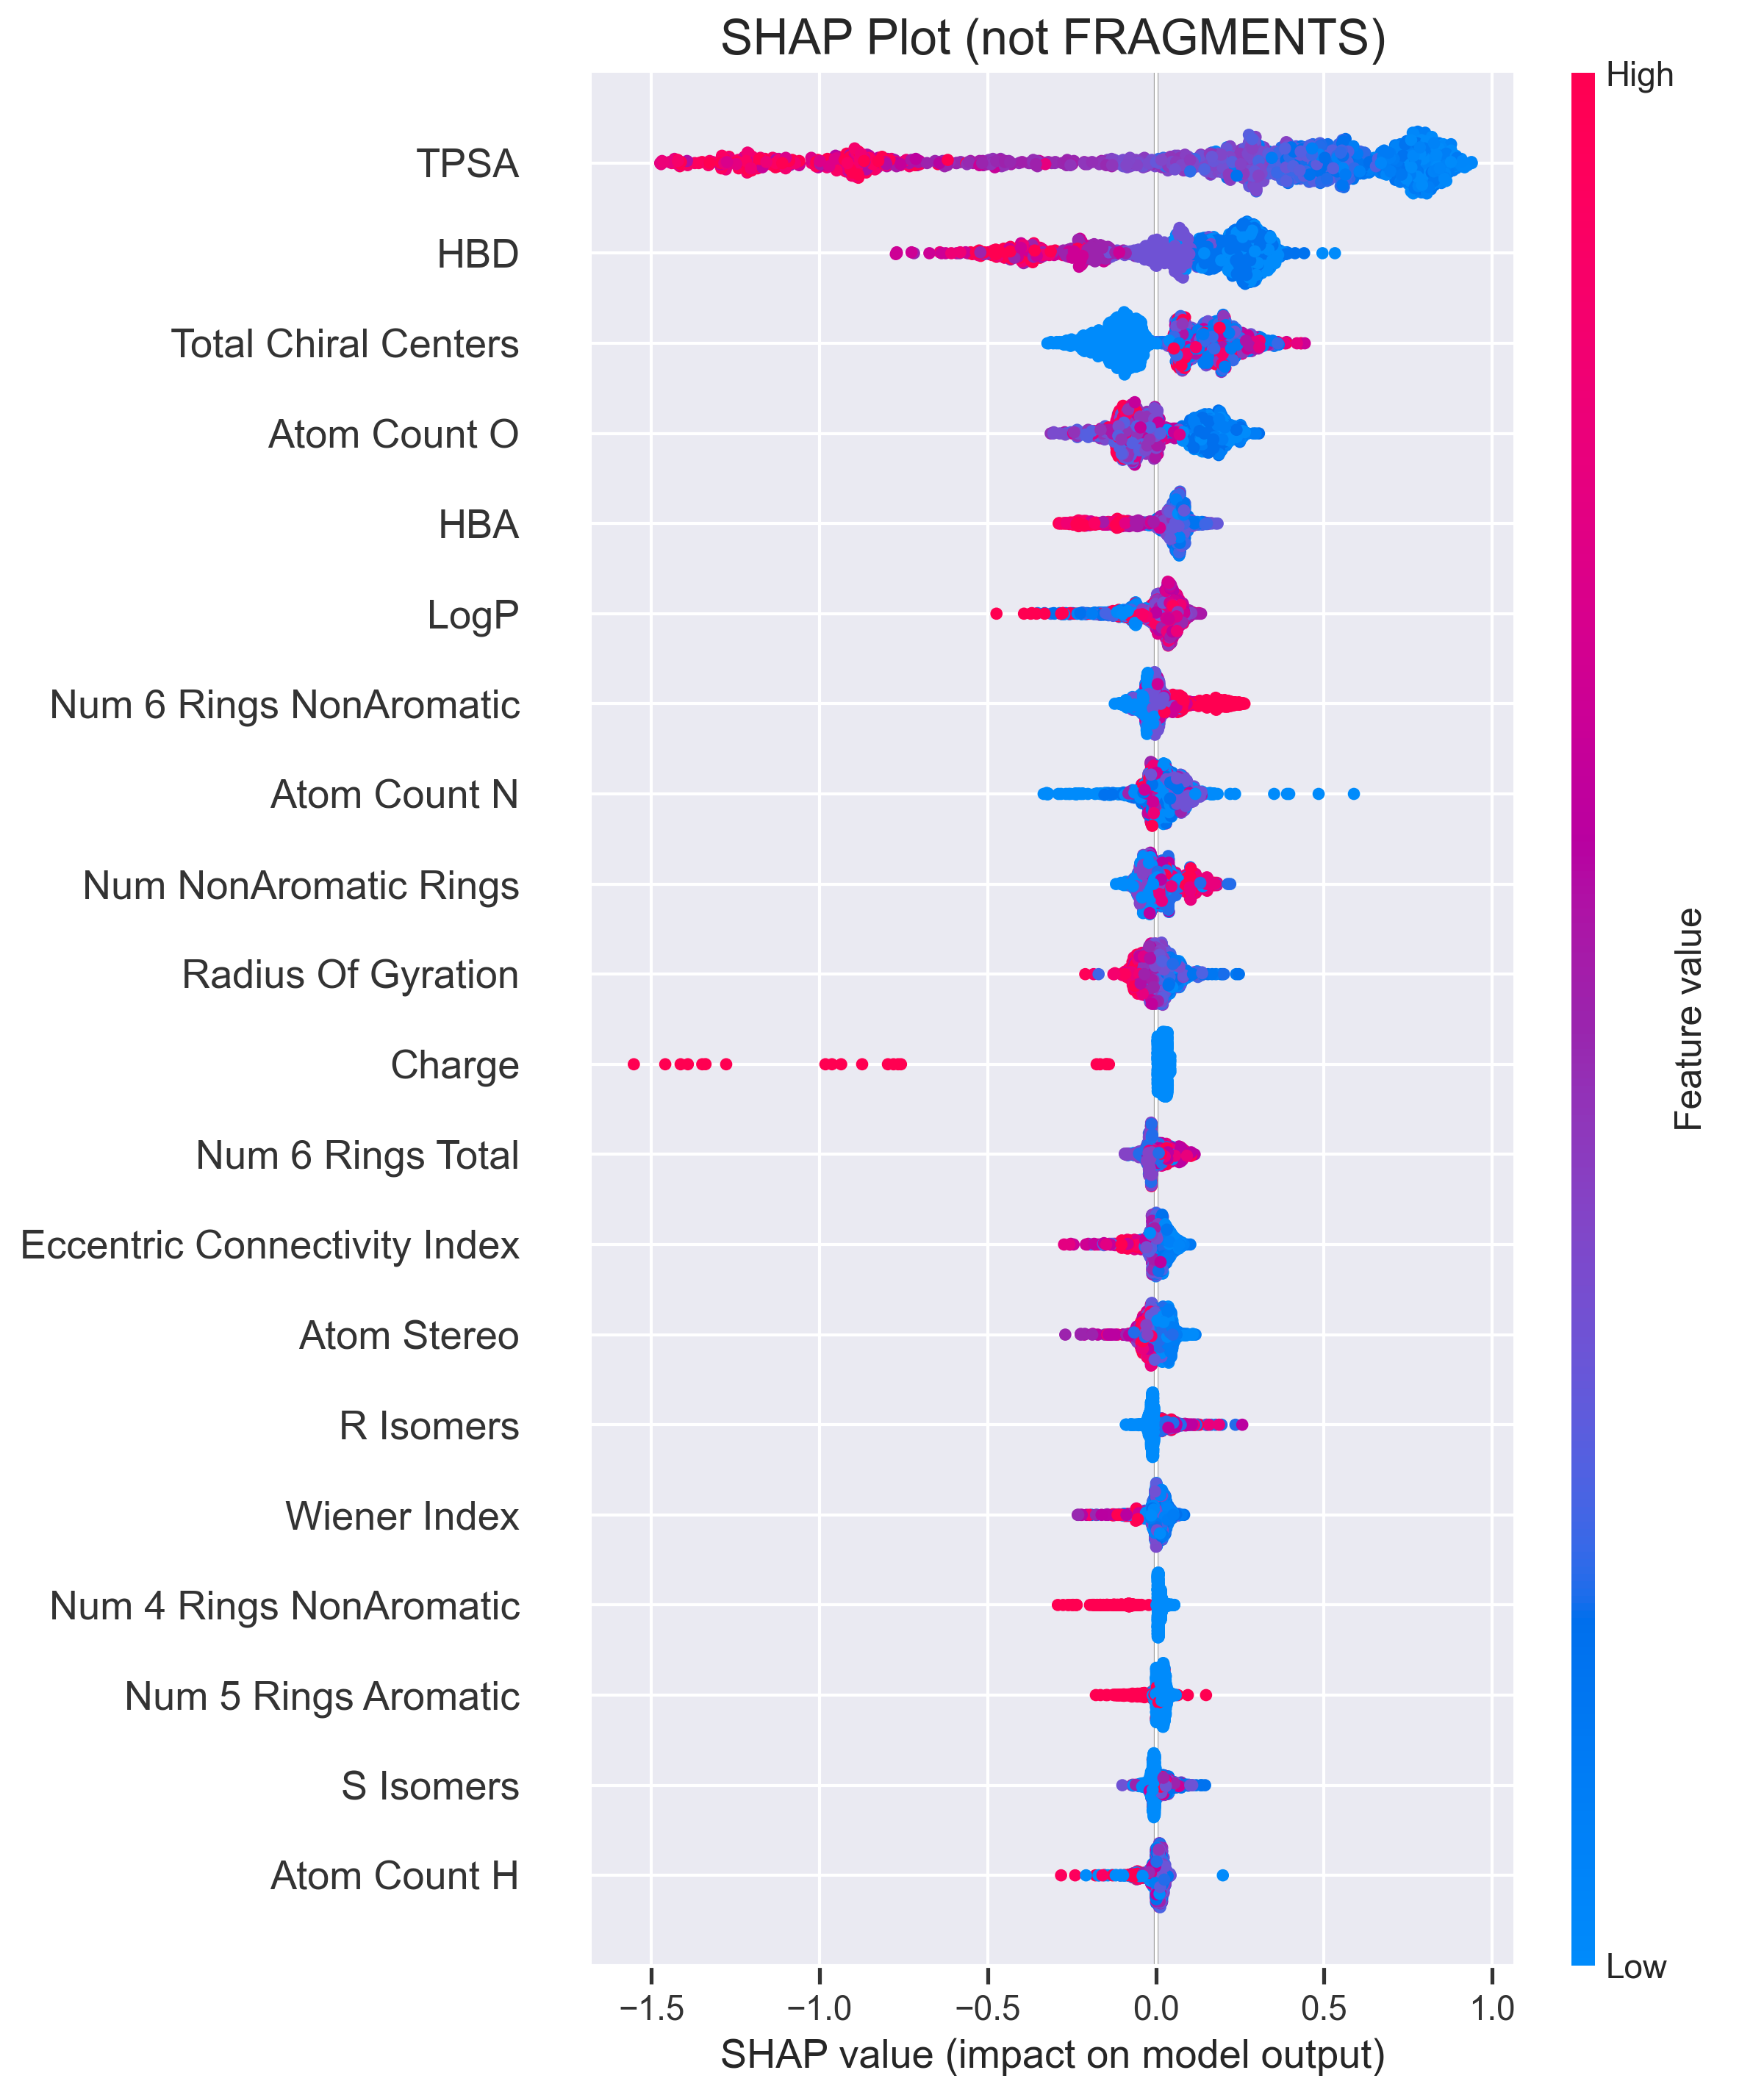 SHAP Plot (not FRAGMENTS)
High
TPSA
HBD
Total Chiral Centers
Atom Count O
HBA
LogP
Num 6 Rings NonAromatic
Atom Count N
Num NonAromatic Rings
Radius Of Gyration
Charge
Num 6 Rings Total
Eccentric Connectivity Index
Atom Stereo
R Isomers
Wiener Index
Num 4 Rings NonAromatic
Num 5 Rings Aromatic
S Isomers
Atom Count H
Feature value
Low
−1.5 −1.0 −0.5 0.0 0.5 1.0
SHAP value (impact on model output)